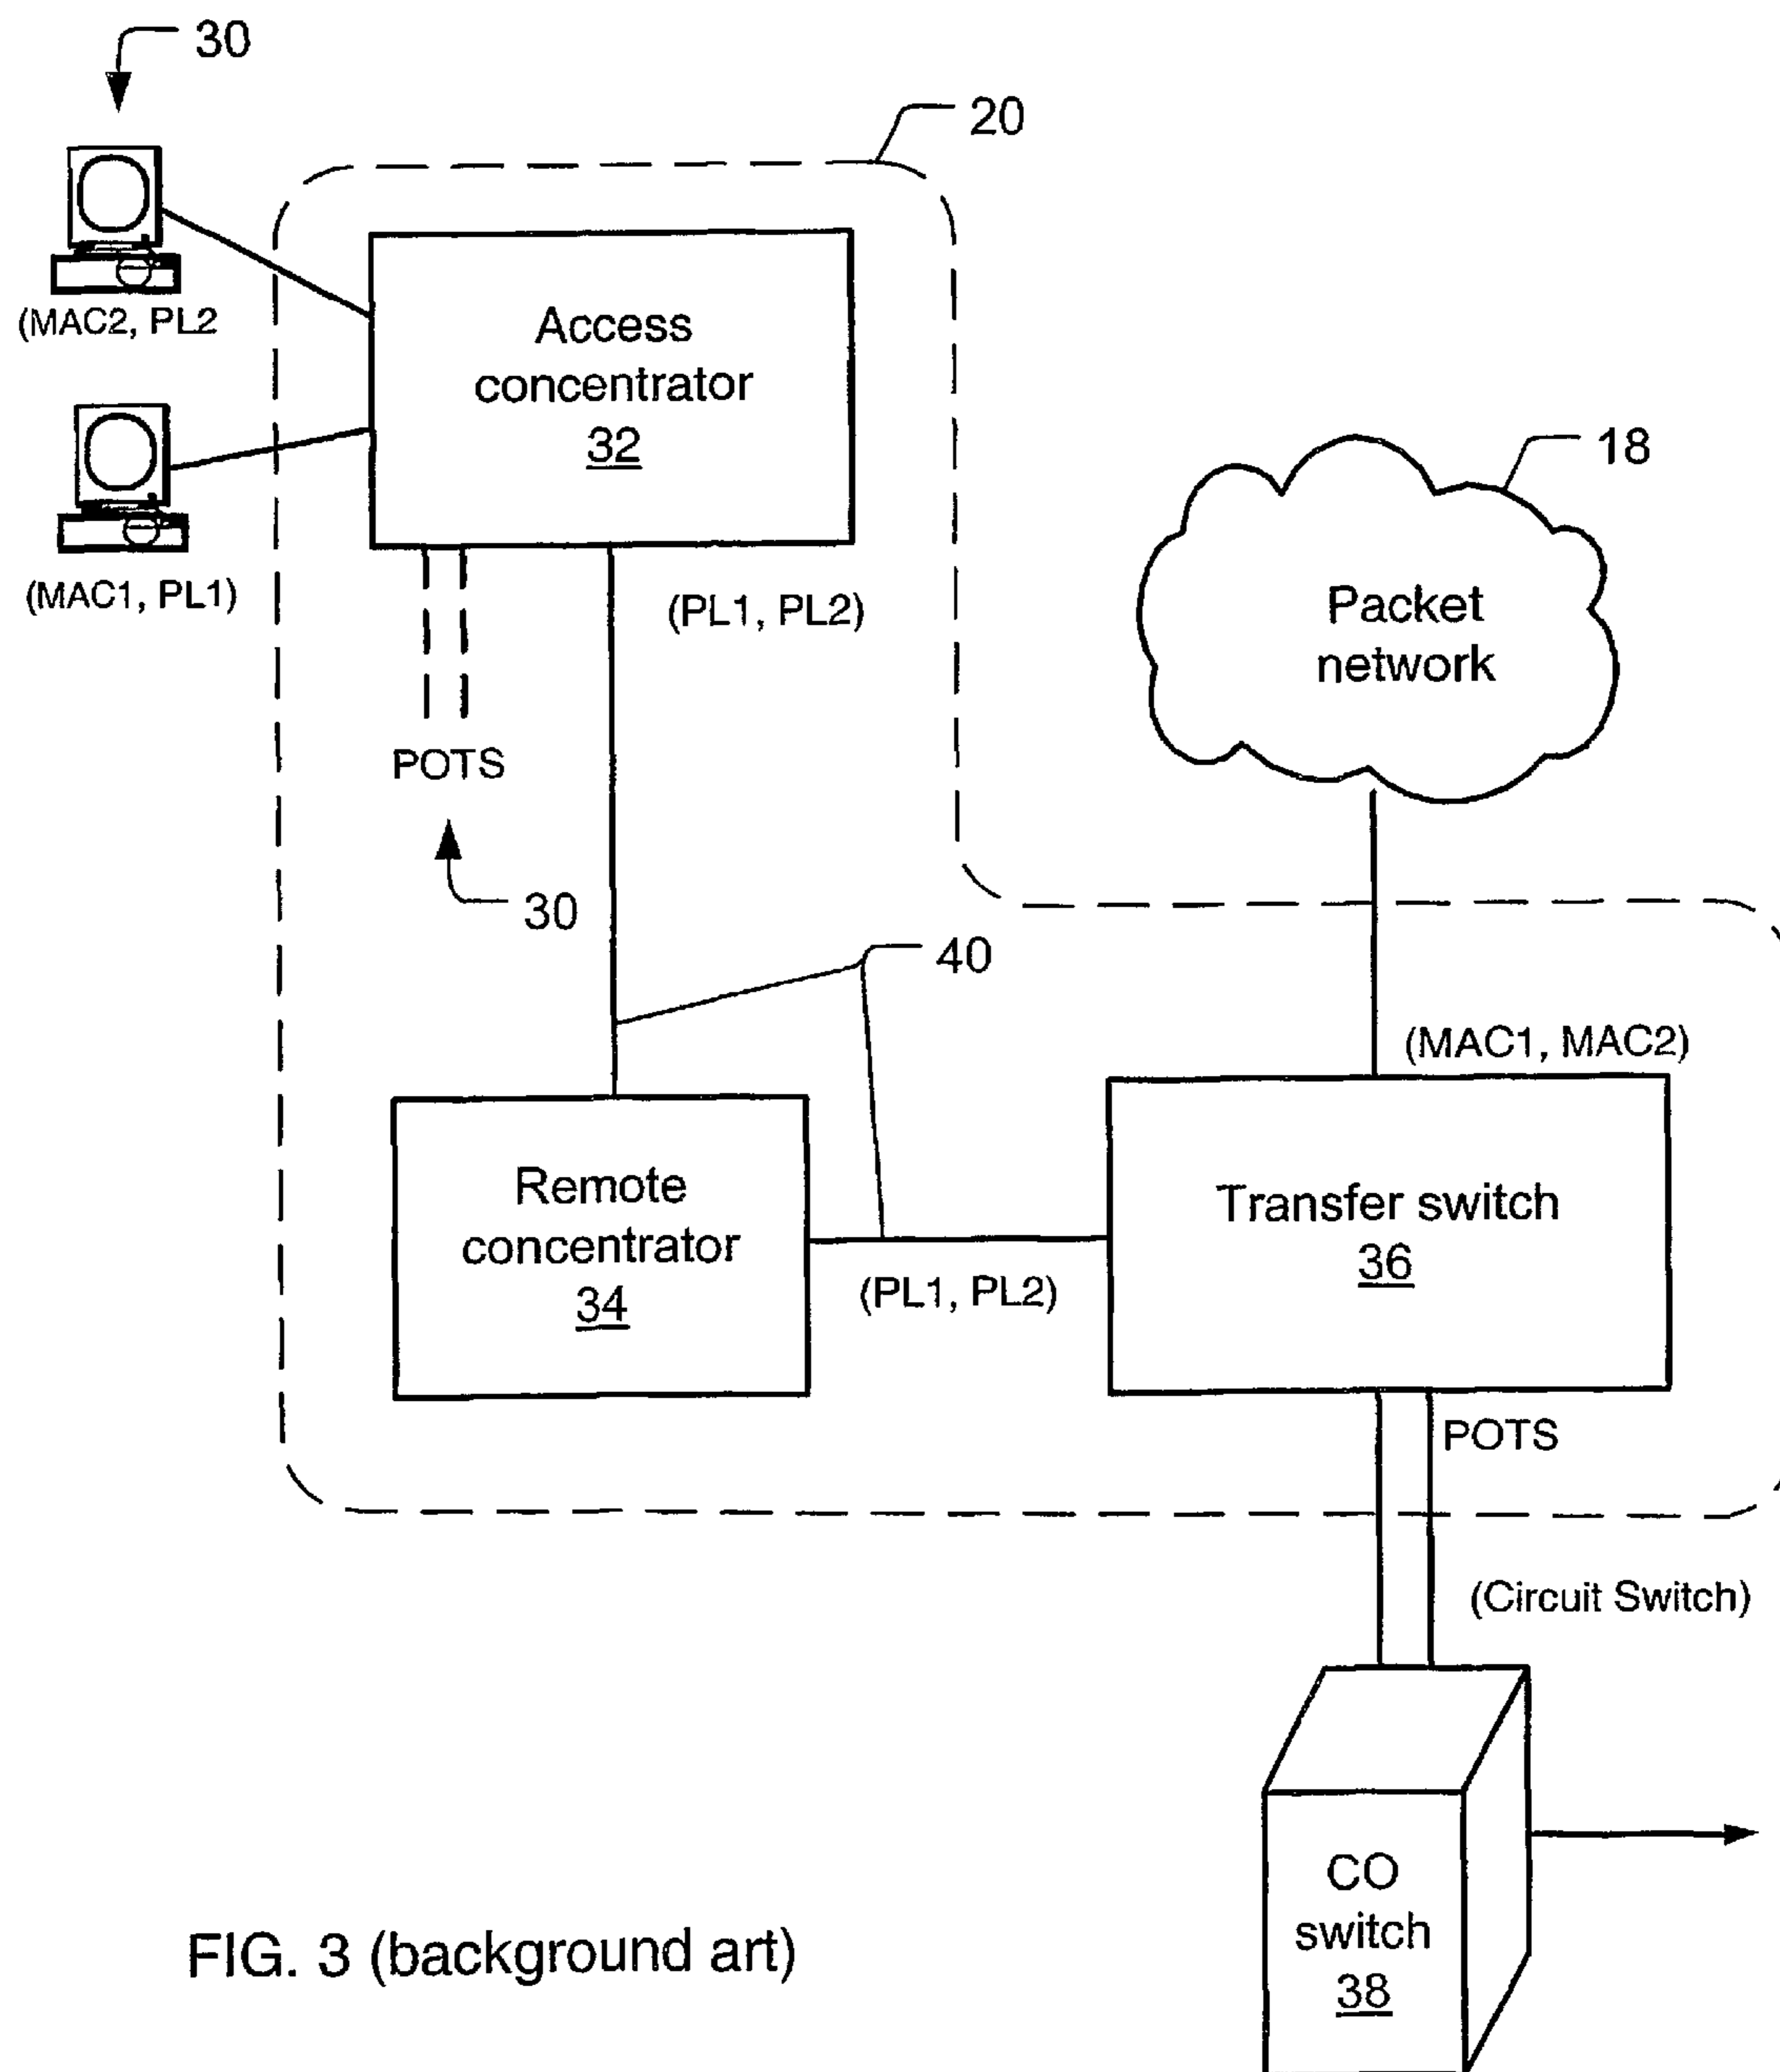 30
20
(MAC2, PL2
Access
concentrator
32
18
(MAC1, PL1)
(PL1, PL2)
Packet
network
POTS
30
40
(MAC1, MAC2)
Remote
concentrator
34
(PL1, PL2)
Transfer switch
36
POTS
(Circuit Switch)
CO
switch
38
FIG. 3 (background art)